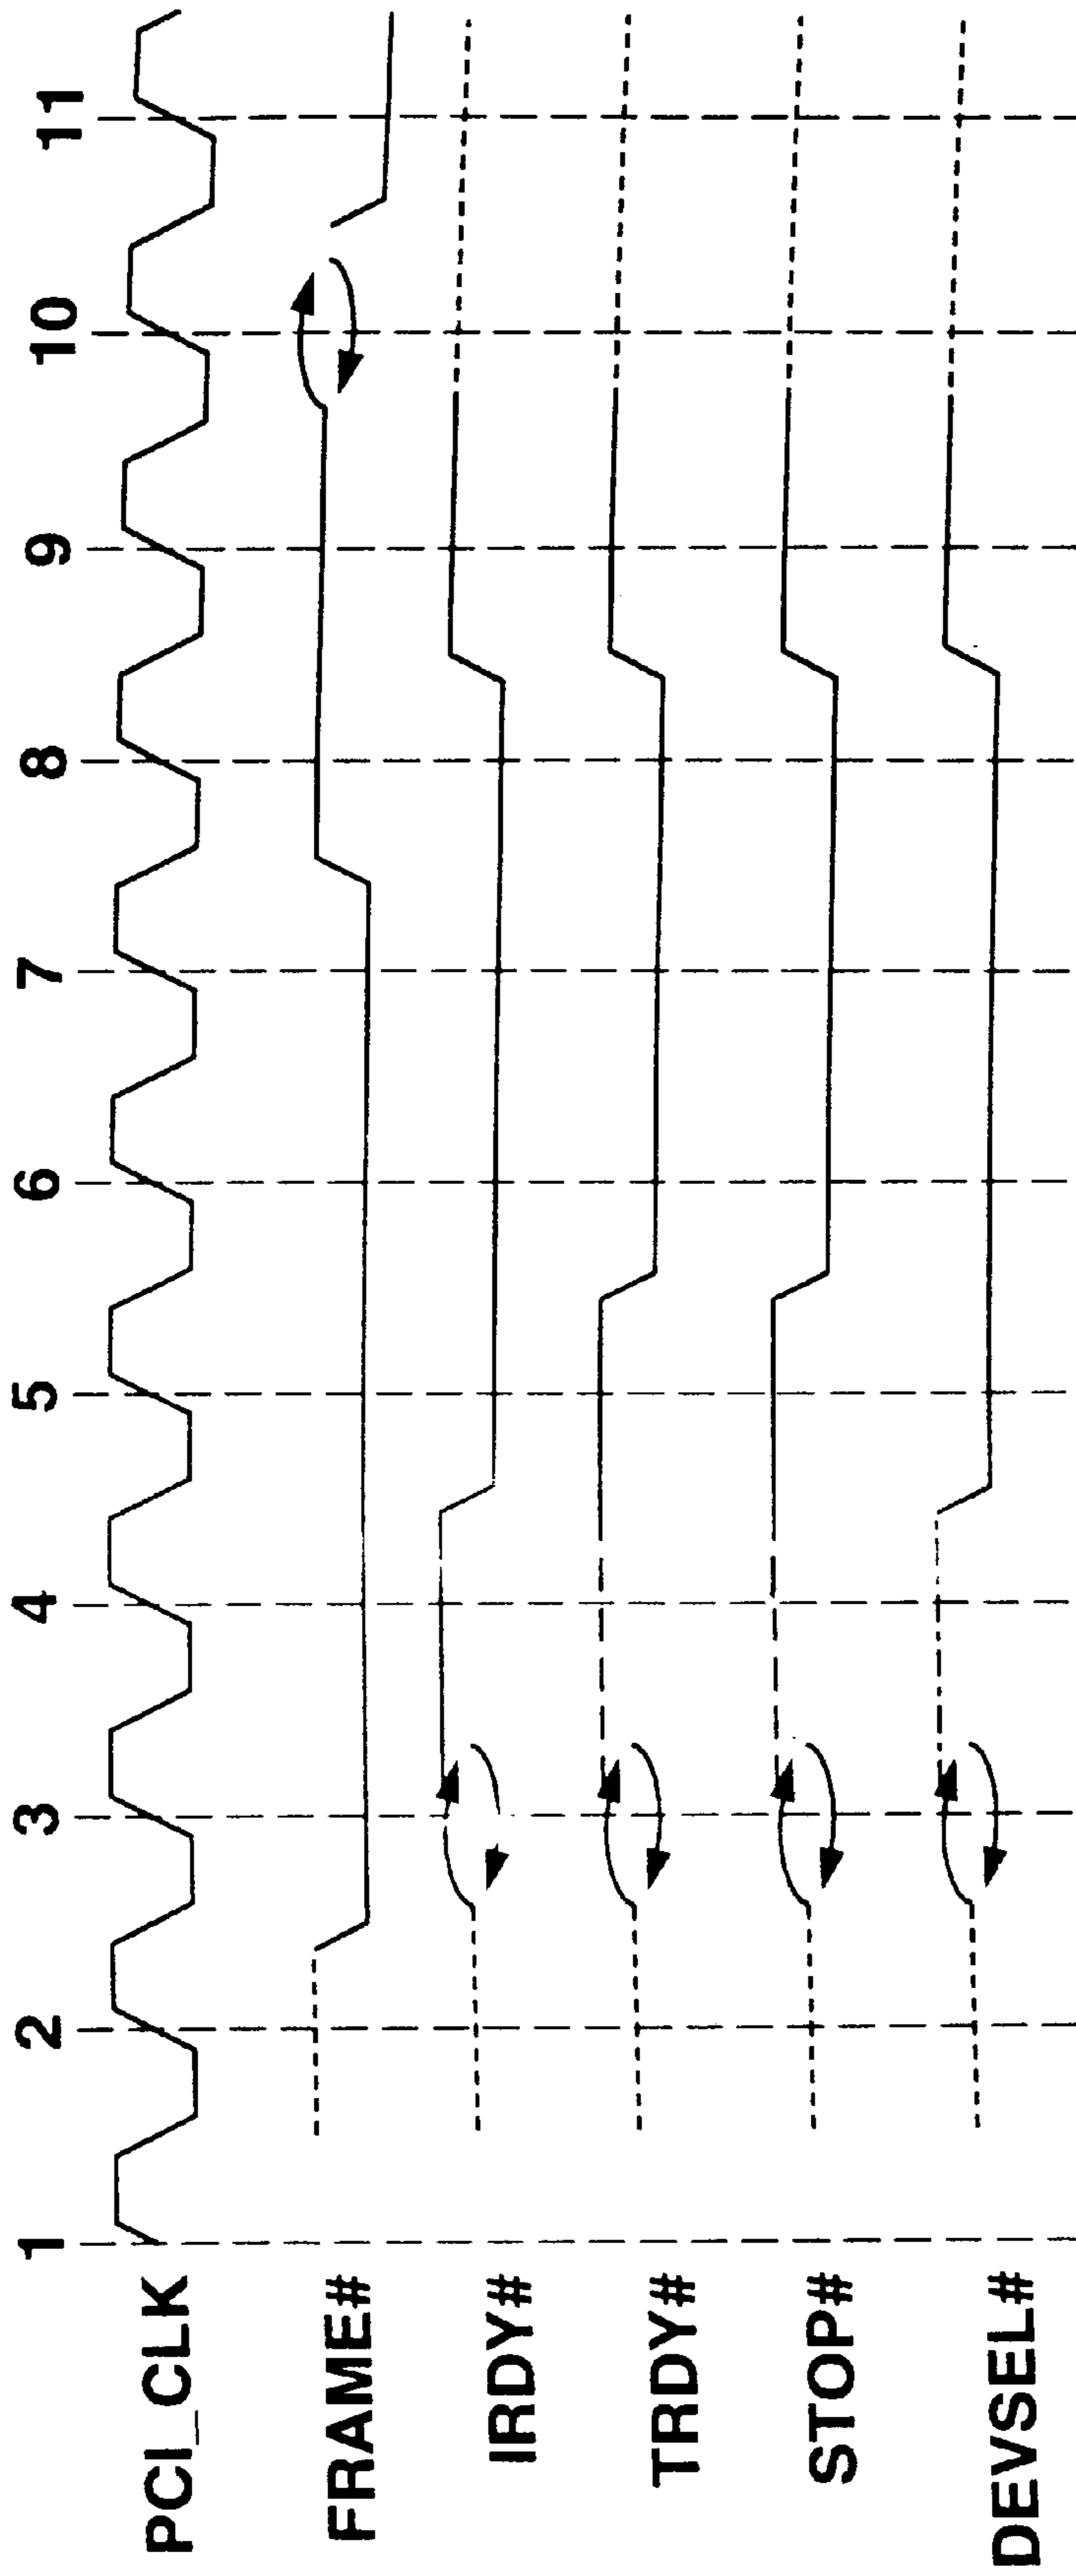 1 2 3 4 5 6 7 8 9 10 11
PCI_CLK
FRAME#
IRDY#
TRDY#
STOP#
DEVSEL#